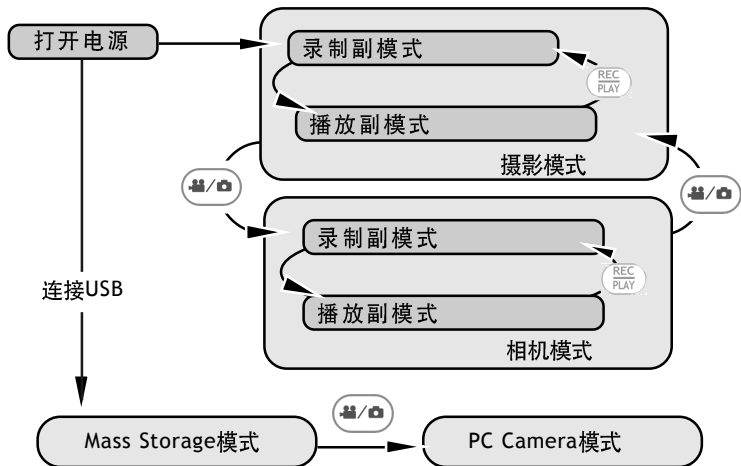 打开电源
录制副模式
REC
PLAY
播放副模式
摄影模式
录制副模式
REC
PLAY
播放副模式
相机模式
连接USB
Mass Storage模式
PC Camera模式